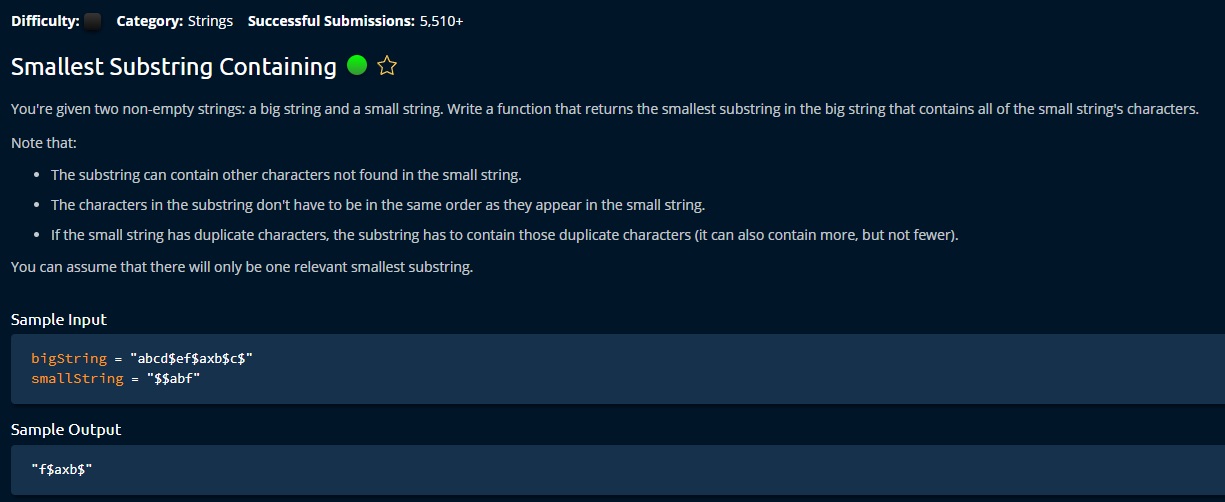 Difficulty: Category: Strings Successful Submissions: 5,510+
Smallest Substring Containing
You're given two non-empty strings: a big string and a small string. Write a function that returns the smallest substring in the big string that contains all of the small string's characters.
Note that:
• The substring can contain other characters not found in the small string.
• The characters in the substring don't have to be in the same order as they appear in the small string.
• If the small string has duplicate characters, the substring has to contain those duplicate characters (it can also contain more, but not fewer).
You can assume that there will only be one relevant smallest substring.
Sample Input
bigString = "abcd$ef$axb$c$"
smallString = "$$abf"
Sample Output
"f$axb$"